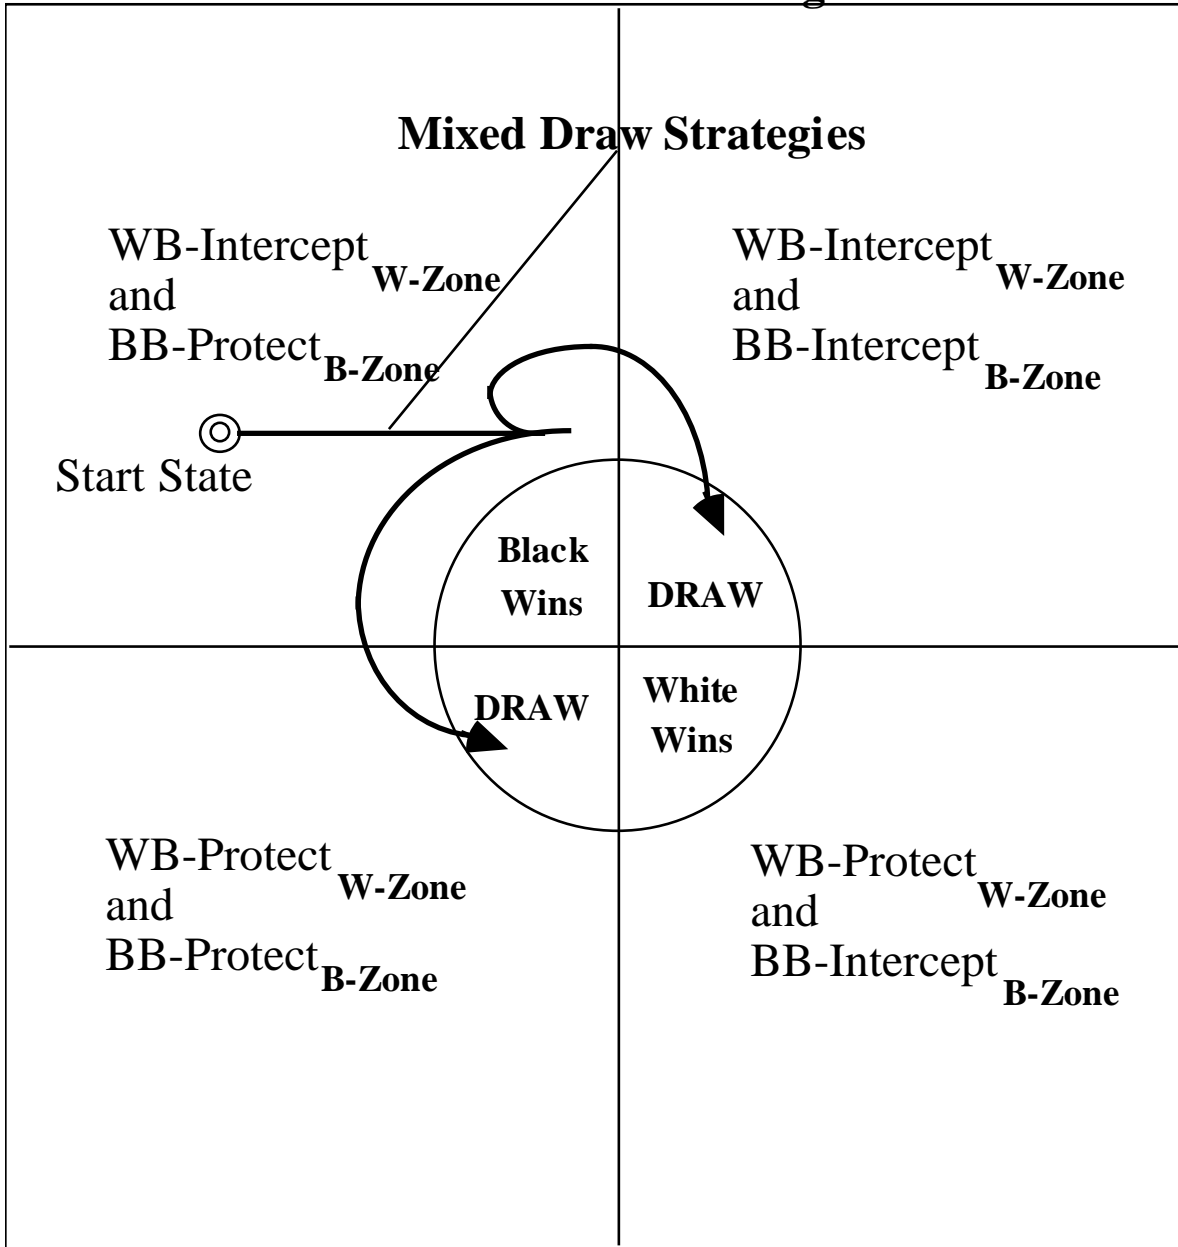 g
Mixed Draw Strategies
WB-Intercept W-Zone
and
BB-Protect B-Zone
WB-Intercept W-Zone
and
BB-Intercept B-Zone
Start State
Black
Wins
DRAW
DRAW
White
Wins
WB-Protect W-Zone
and
BB-Protect B-Zone
WB-Protect W-Zone
and
BB-Intercept B-Zone